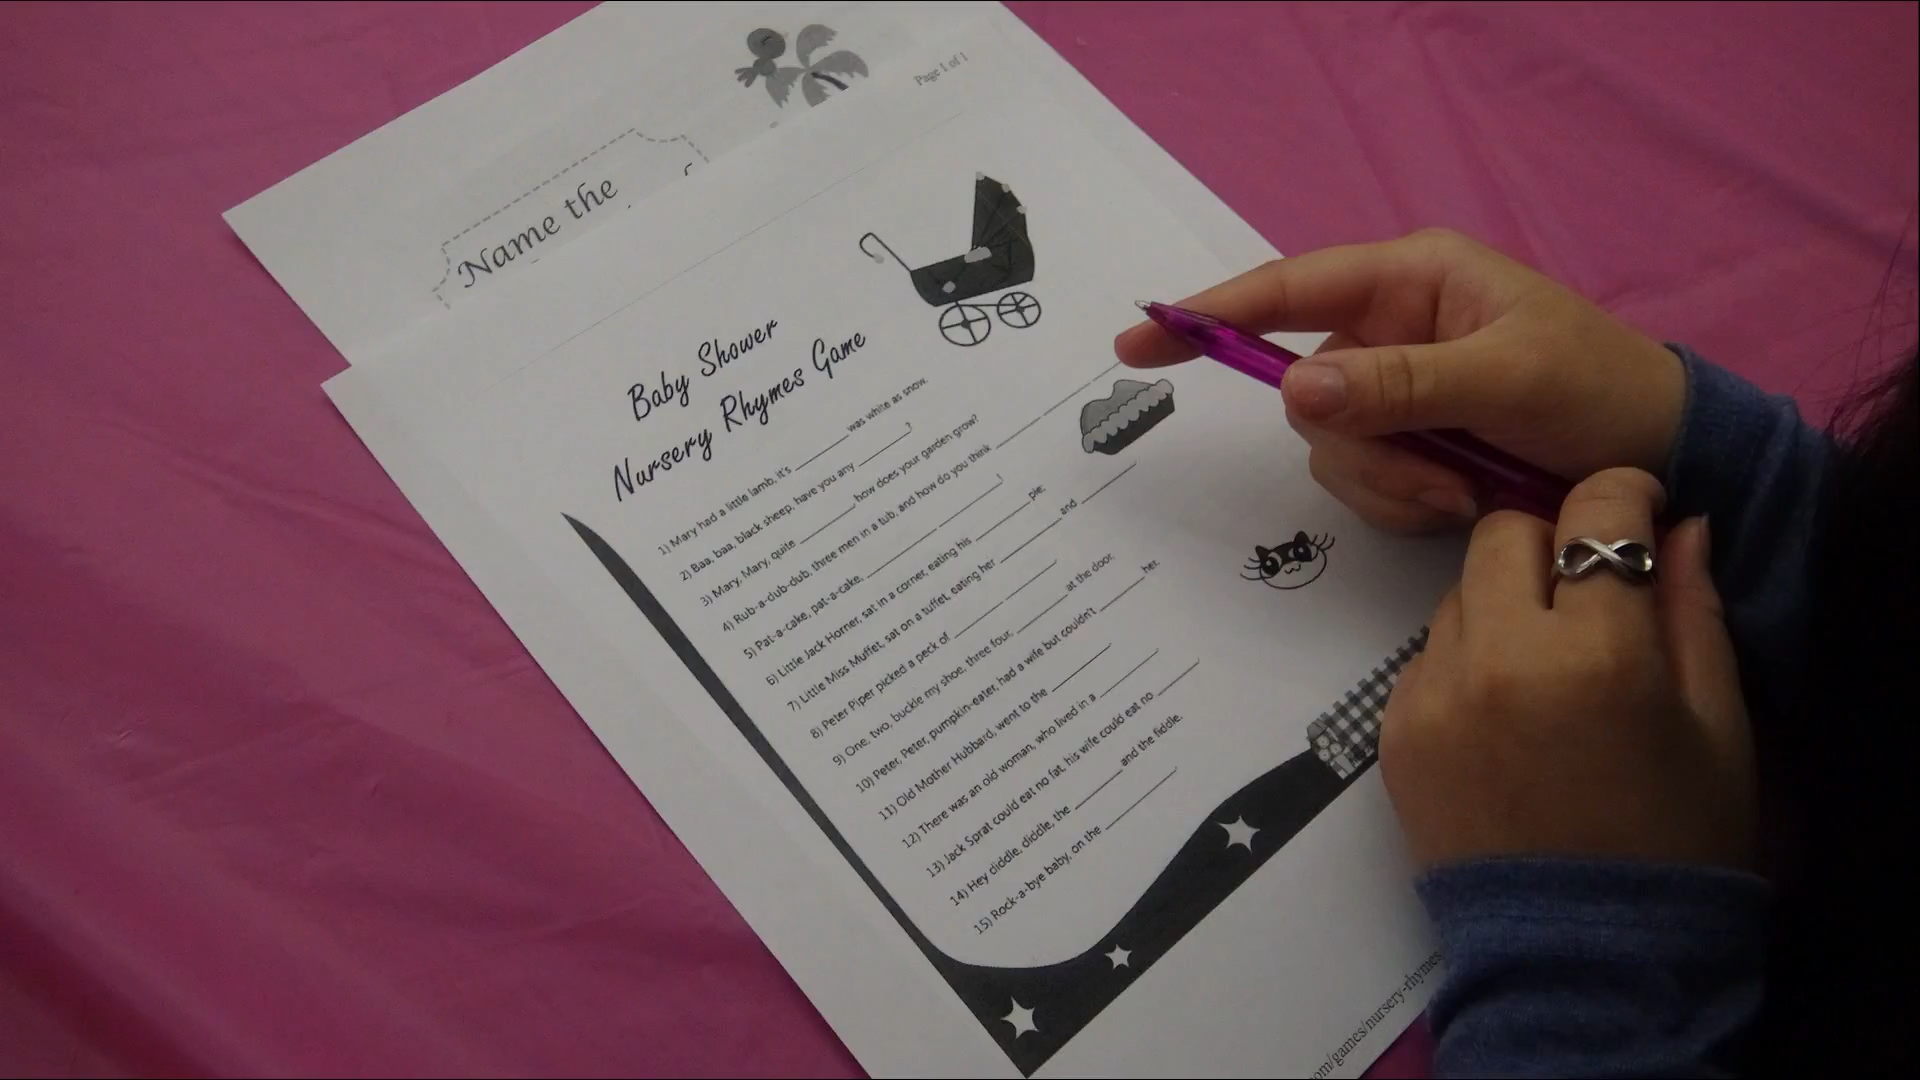 Page 1 of 1
Name the
Baby Shower
Nursery Rhymes Game
1) Mary had a little lamb, it's ________ was white as snow.
2) Baa, baa, black sheep, have you any ________?
3) Mary, Mary, quite ________ how does your garden grow?
4) Rub-a-dub-dub, three men in a tub, and how do you think ________
5) Pat-a-cake, pat-a-cake, ________ ________!
6) Little Jack Horner, sat in a corner, eating his ________ pie;
7) Little Miss Muffet, sat on a tuffet, eating her ________ and ________
8) Peter Piper picked a peck of ________ ________
9) One, two, buckle my shoe, three four, ________ at the door,
10) Peter, Peter, pumpkin-eater, had a wife but couldn't ________ her.
11) Old Mother Hubbard, went to the ________
12) There was an old woman, who lived in a ________
13) Jack Sprat could eat no fat, his wife could eat no ________
14) Hey diddle, diddle, the ________ and the fiddle.
15) Rock-a-bye baby, on the ________
om/games/nursery-rhymes